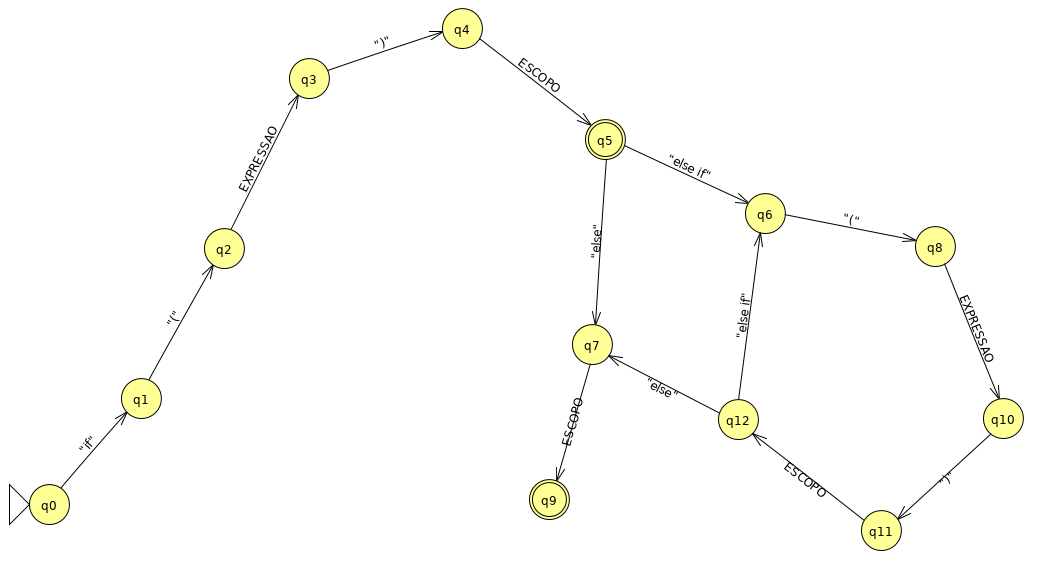 q4
")"
q3
ESCOPO
q5
EXPRESSAO
"else if"
q6
"("
q8
q2
"else"
"("
"else if"
EXPRESSAO
q7
"else"
q1
ESCOPO
q12
q10
"if"
ESCOPO
")"
q0
q9
q11